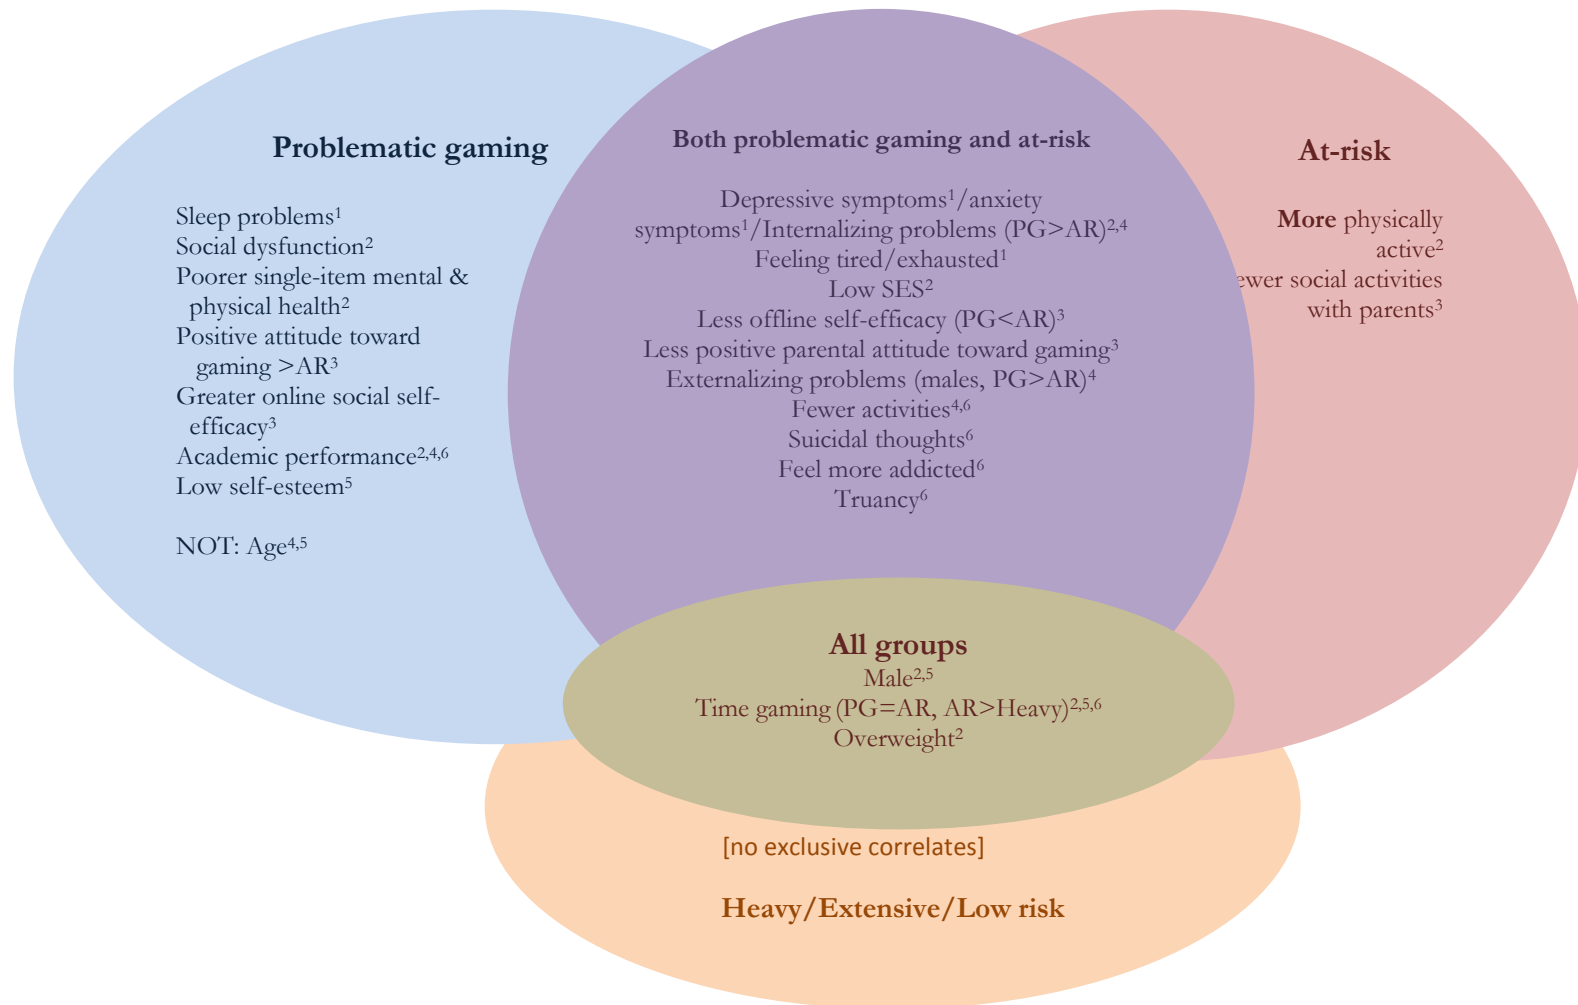 Problematic gaming
Sleep problems¹
Social dysfunction²
Poorer single-item mental &
physical health²
Positive attitude toward
gaming >AR³
Greater online social self-
efficacy³
Academic performance²,⁴,⁶
Low self-esteem⁵
NOT: Age⁴,⁵
Both problematic gaming and at-risk
Depressive symptoms¹/anxiety
symptoms¹/Internalizing problems (PG>AR)²,⁴
Feeling tired/exhausted¹
Low SES²
Less offline self-efficacy (PG<AR)³
Less positive parental attitude toward gaming³
Externalizing problems (males, PG>AR)⁴
Fewer activities⁴,⁶
Suicidal thoughts⁶
Feel more addicted⁶
Truancy⁶
At-risk
More physically
active²
ewer social activities
with parents³
All groups
Male²,⁵
Time gaming (PG=AR, AR>Heavy)²,⁵,⁶
Overweight²
[no exclusive correlates]
Heavy/Extensive/Low risk